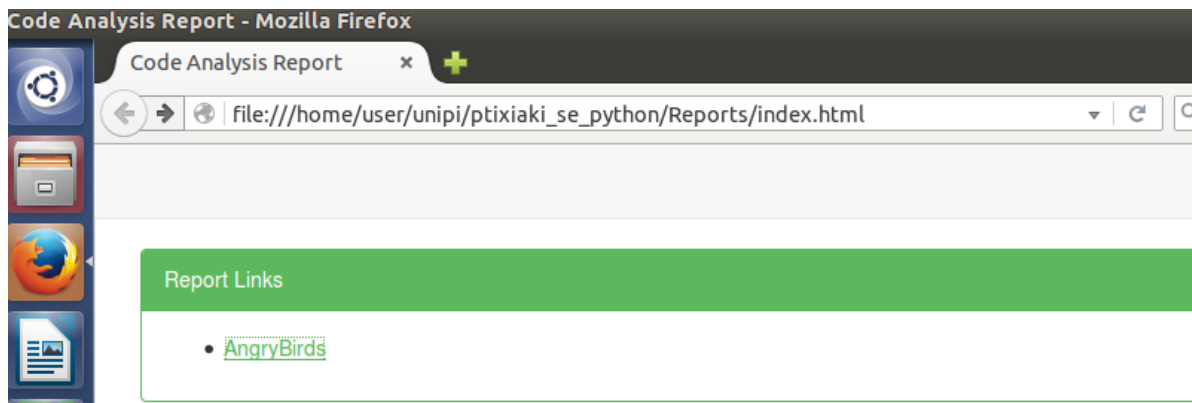 Code Analysis Report - Mozilla Firefox
Code Analysis Report
file:///home/user/unipi/ptixiaki_se_python/Reports/index.html
Report Links
AngryBirds